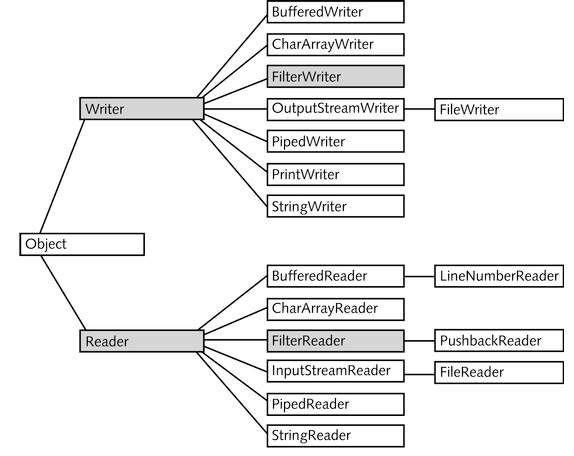 BufferedWriter
CharArrayWriter
FilterWriter
Writer
OutputStreamWriter
FileWriter
PipedWriter
PrintWriter
StringWriter
Object
BufferedReader
LineNumberReader
CharArrayReader
Reader
FilterReader
PushbackReader
InputStreamReader
FileReader
PipedReader
StringReader